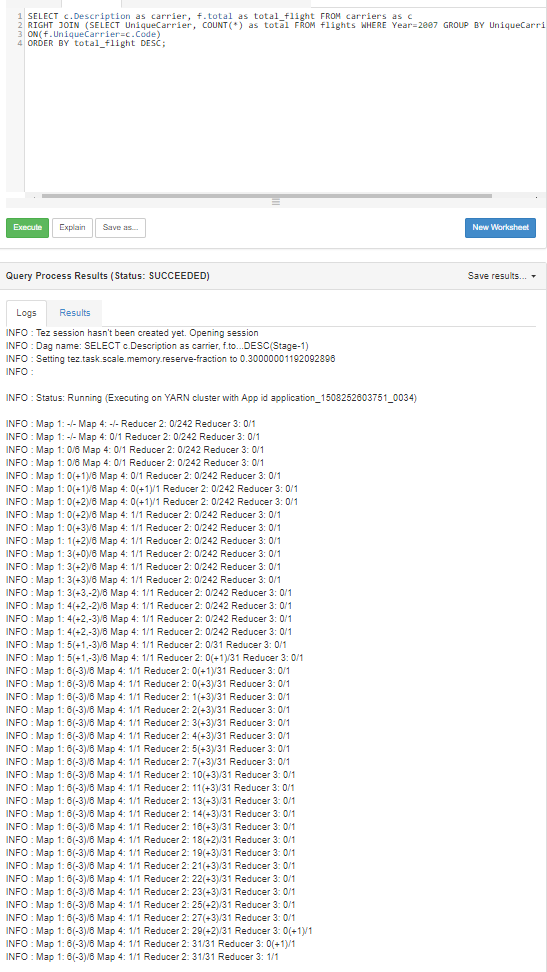 1 SELECT c.Description as carrier, f.total as total_flight FROM carriers as c
2 RIGHT JOIN (SELECT UniqueCarrier, COUNT(*) as total FROM flights WHERE Year=2007 GROUP BY UniqueCarri
3 ON(f.UniqueCarrier=c.Code)
4 ORDER BY total_flight DESC;
Execute Explain Save as... New Worksheet
Query Process Results (Status: SUCCEEDED) Save results...
Logs Results
INFO : Tez session hasn't been created yet. Opening session
INFO : Dag name: SELECT c.Description as carrier, f.to...DESC(Stage-1)
INFO : Setting tez.task.scale.memory.reserve-fraction to 0.30000001192092896
INFO :
INFO : Status: Running (Executing on YARN cluster with App id application_1508252603751_0034)
INFO : Map 1: -/- Map 4: -/- Reducer 2: 0/242 Reducer 3: 0/1
INFO : Map 1: -/- Map 4: 0/1 Reducer 2: 0/242 Reducer 3: 0/1
INFO : Map 1: 0/6 Map 4: 0/1 Reducer 2: 0/242 Reducer 3: 0/1
INFO : Map 1: 0/6 Map 4: 0/1 Reducer 2: 0/242 Reducer 3: 0/1
INFO : Map 1: 0(+1)/6 Map 4: 0/1 Reducer 2: 0/242 Reducer 3: 0/1
INFO : Map 1: 0(+1)/6 Map 4: 0(+1)/1 Reducer 2: 0/242 Reducer 3: 0/1
INFO : Map 1: 0(+2)/6 Map 4: 0(+1)/1 Reducer 2: 0/242 Reducer 3: 0/1
INFO : Map 1: 0(+2)/6 Map 4: 1/1 Reducer 2: 0/242 Reducer 3: 0/1
INFO : Map 1: 0(+3)/6 Map 4: 1/1 Reducer 2: 0/242 Reducer 3: 0/1
INFO : Map 1: 1(+2)/6 Map 4: 1/1 Reducer 2: 0/242 Reducer 3: 0/1
INFO : Map 1: 3(+0)/6 Map 4: 1/1 Reducer 2: 0/242 Reducer 3: 0/1
INFO : Map 1: 3(+2)/6 Map 4: 1/1 Reducer 2: 0/242 Reducer 3: 0/1
INFO : Map 1: 3(+3)/6 Map 4: 1/1 Reducer 2: 0/242 Reducer 3: 0/1
INFO : Map 1: 3(+3,-2)/6 Map 4: 1/1 Reducer 2: 0/242 Reducer 3: 0/1
INFO : Map 1: 4(+2,-2)/6 Map 4: 1/1 Reducer 2: 0/242 Reducer 3: 0/1
INFO : Map 1: 4(+2,-3)/6 Map 4: 1/1 Reducer 2: 0/242 Reducer 3: 0/1
INFO : Map 1: 4(+2,-3)/6 Map 4: 1/1 Reducer 2: 0/242 Reducer 3: 0/1
INFO : Map 1: 5(+1,-3)/6 Map 4: 1/1 Reducer 2: 0/31 Reducer 3: 0/1
INFO : Map 1: 5(+1,-3)/6 Map 4: 1/1 Reducer 2: 0(+1)/31 Reducer 3: 0/1
INFO : Map 1: 6(-3)/6 Map 4: 1/1 Reducer 2: 0(+1)/31 Reducer 3: 0/1
INFO : Map 1: 6(-3)/6 Map 4: 1/1 Reducer 2: 0(+3)/31 Reducer 3: 0/1
INFO : Map 1: 6(-3)/6 Map 4: 1/1 Reducer 2: 1(+3)/31 Reducer 3: 0/1
INFO : Map 1: 6(-3)/6 Map 4: 1/1 Reducer 2: 2(+3)/31 Reducer 3: 0/1
INFO : Map 1: 6(-3)/6 Map 4: 1/1 Reducer 2: 3(+3)/31 Reducer 3: 0/1
INFO : Map 1: 6(-3)/6 Map 4: 1/1 Reducer 2: 4(+3)/31 Reducer 3: 0/1
INFO : Map 1: 6(-3)/6 Map 4: 1/1 Reducer 2: 5(+3)/31 Reducer 3: 0/1
INFO : Map 1: 6(-3)/6 Map 4: 1/1 Reducer 2: 7(+3)/31 Reducer 3: 0/1
INFO : Map 1: 6(-3)/6 Map 4: 1/1 Reducer 2: 10(+3)/31 Reducer 3: 0/1
INFO : Map 1: 6(-3)/6 Map 4: 1/1 Reducer 2: 11(+3)/31 Reducer 3: 0/1
INFO : Map 1: 6(-3)/6 Map 4: 1/1 Reducer 2: 13(+3)/31 Reducer 3: 0/1
INFO : Map 1: 6(-3)/6 Map 4: 1/1 Reducer 2: 14(+3)/31 Reducer 3: 0/1
INFO : Map 1: 6(-3)/6 Map 4: 1/1 Reducer 2: 16(+3)/31 Reducer 3: 0/1
INFO : Map 1: 6(-3)/6 Map 4: 1/1 Reducer 2: 18(+2)/31 Reducer 3: 0/1
INFO : Map 1: 6(-3)/6 Map 4: 1/1 Reducer 2: 19(+3)/31 Reducer 3: 0/1
INFO : Map 1: 6(-3)/6 Map 4: 1/1 Reducer 2: 21(+3)/31 Reducer 3: 0/1
INFO : Map 1: 6(-3)/6 Map 4: 1/1 Reducer 2: 22(+3)/31 Reducer 3: 0/1
INFO : Map 1: 6(-3)/6 Map 4: 1/1 Reducer 2: 23(+3)/31 Reducer 3: 0/1
INFO : Map 1: 6(-3)/6 Map 4: 1/1 Reducer 2: 25(+2)/31 Reducer 3: 0/1
INFO : Map 1: 6(-3)/6 Map 4: 1/1 Reducer 2: 27(+3)/31 Reducer 3: 0/1
INFO : Map 1: 6(-3)/6 Map 4: 1/1 Reducer 2: 29(+2)/31 Reducer 3: 0(+1)/1
INFO : Map 1: 6(-3)/6 Map 4: 1/1 Reducer 2: 31/31 Reducer 3: 0(+1)/1
INFO : Map 1: 6(-3)/6 Map 4: 1/1 Reducer 2: 31/31 Reducer 3: 1/1